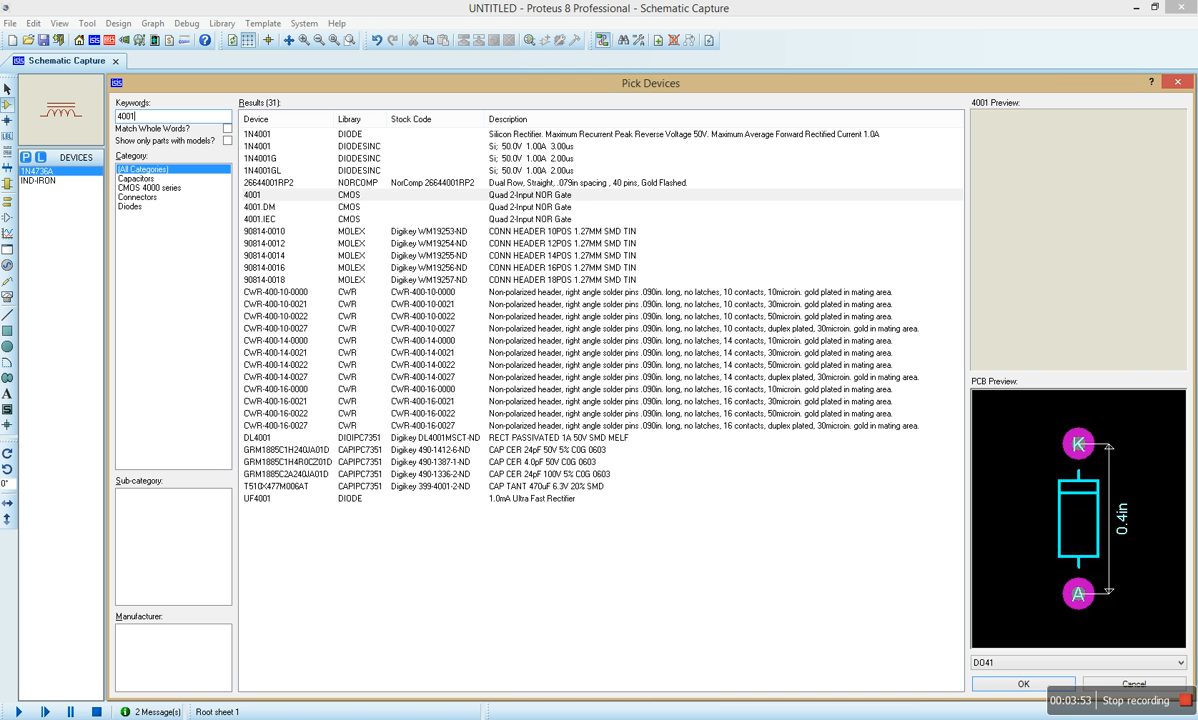 UNTITLED - Proteus 8 Professional - Schematic Capture
File Edit View Tool Design Graph Debug Library Template System Help
Schematic Capture
Pick Devices
Keywords:
4001
Match Whole Words?
Show only parts with models?
Category:
(All Categories)
Capacitors
CMOS 4000 series
Connectors
Diodes
Sub-category:
Manufacturer:
P L DEVICES
1N4736A
IND-IRON
Results (31):
Device Library Stock Code Description
1N4001 DIODE Silicon Rectifier. Maximum Recurrent Peak Reverse Voltage 50V. Maximum Average Forward Rectified Current 1.0A
1N4001 DIODESINC Si; 50.0V 1.00A 3.00us
1N4001G DIODESINC Si; 50.0V 1.00A 2.00us
1N4001GL DIODESINC Si; 50.0V 1.00A 2.00us
26644001RP2 NORCOMP NorComp 26644001RP2 Dual Row, Straight, .079in spacing , 40 pins, Gold Flashed.
4001 CMOS Quad 2-Input NOR Gate
4001.DM CMOS Quad 2-Input NOR Gate
4001.IEC CMOS Quad 2-Input NOR Gate
90814-0010 MOLEX Digikey WM19253-ND CONN HEADER 10POS 1.27MM SMD TIN
90814-0012 MOLEX Digikey WM19254-ND CONN HEADER 12POS 1.27MM SMD TIN
90814-0014 MOLEX Digikey WM19255-ND CONN HEADER 14POS 1.27MM SMD TIN
90814-0016 MOLEX Digikey WM19256-ND CONN HEADER 16POS 1.27MM SMD TIN
90814-0018 MOLEX Digikey WM19257-ND CONN HEADER 18POS 1.27MM SMD TIN
CWR-400-10-0000 CWR CWR-400-10-0000 Non-polarized header, right angle solder pins .090in. long, no latches, 10 contacts, 10microin. gold plated in mating area.
CWR-400-10-0021 CWR CWR-400-10-0021 Non-polarized header, right angle solder pins .090in. long, no latches, 10 contacts, 30microin. gold plated in mating area.
CWR-400-10-0022 CWR CWR-400-10-0022 Non-polarized header, right angle solder pins .090in. long, no latches, 10 contacts, 50microin. gold plated in mating area.
CWR-400-10-0027 CWR CWR-400-10-0027 Non-polarized header, right angle solder pins .090in. long, no latches, 10 contacts, duplex plated, 30microin. gold in mating area.
CWR-400-14-0000 CWR CWR-400-14-0000 Non-polarized header, right angle solder pins .090in. long, no latches, 14 contacts, 10microin. gold plated in mating area.
CWR-400-14-0021 CWR CWR-400-14-0021 Non-polarized header, right angle solder pins .090in. long, no latches, 14 contacts, 30microin. gold plated in mating area.
CWR-400-14-0022 CWR CWR-400-14-0022 Non-polarized header, right angle solder pins .090in. long, no latches, 14 contacts, 50microin. gold plated in mating area.
CWR-400-14-0027 CWR CWR-400-14-0027 Non-polarized header, right angle solder pins .090in. long, no latches, 14 contacts, duplex plated, 30microin. gold in mating area.
CWR-400-16-0000 CWR CWR-400-16-0000 Non-polarized header, right angle solder pins .090in. long, no latches, 16 contacts, 10microin. gold plated in mating area.
CWR-400-16-0021 CWR CWR-400-16-0021 Non-polarized header, right angle solder pins .090in. long, no latches, 16 contacts, 30microin. gold plated in mating area.
CWR-400-16-0022 CWR CWR-400-16-0022 Non-polarized header, right angle solder pins .090in. long, no latches, 16 contacts, 50microin. gold plated in mating area.
CWR-400-16-0027 CWR CWR-400-16-0027 Non-polarized header, right angle solder pins .090in. long, no latches, 16 contacts, duplex plated, 30microin. gold in mating area.
DL4001 DIOIPC7351 Digikey DL4001MSCT-ND RECT PASSIVATED 1A 50V SMD MELF
GRM1885C1H240JA01D CAPIPC7351 Digikey 490-1412-6-ND CAP CER 24pF 50V 5% C0G 0603
GRM1885C1H4R0CZ01D CAPIPC7351 Digikey 490-1387-1-ND CAP CER 4.0pF 50V C0G 0603
GRM1885C2A240JA01D CAPIPC7351 Digikey 490-1336-2-ND CAP CER 24pF 100V 5% C0G 0603
T510X477M006AT CAPIPC7351 Digikey 399-4001-2-ND CAP TANT 470uF 6.3V 20% SMD
UF4001 DIODE 1.0mA Ultra Fast Rectifier
4001 Preview:
PCB Preview:
K
0.4in
A
DO41
OK Cancel
00:03:53 Stop recording
2 Message(s) Root sheet 1